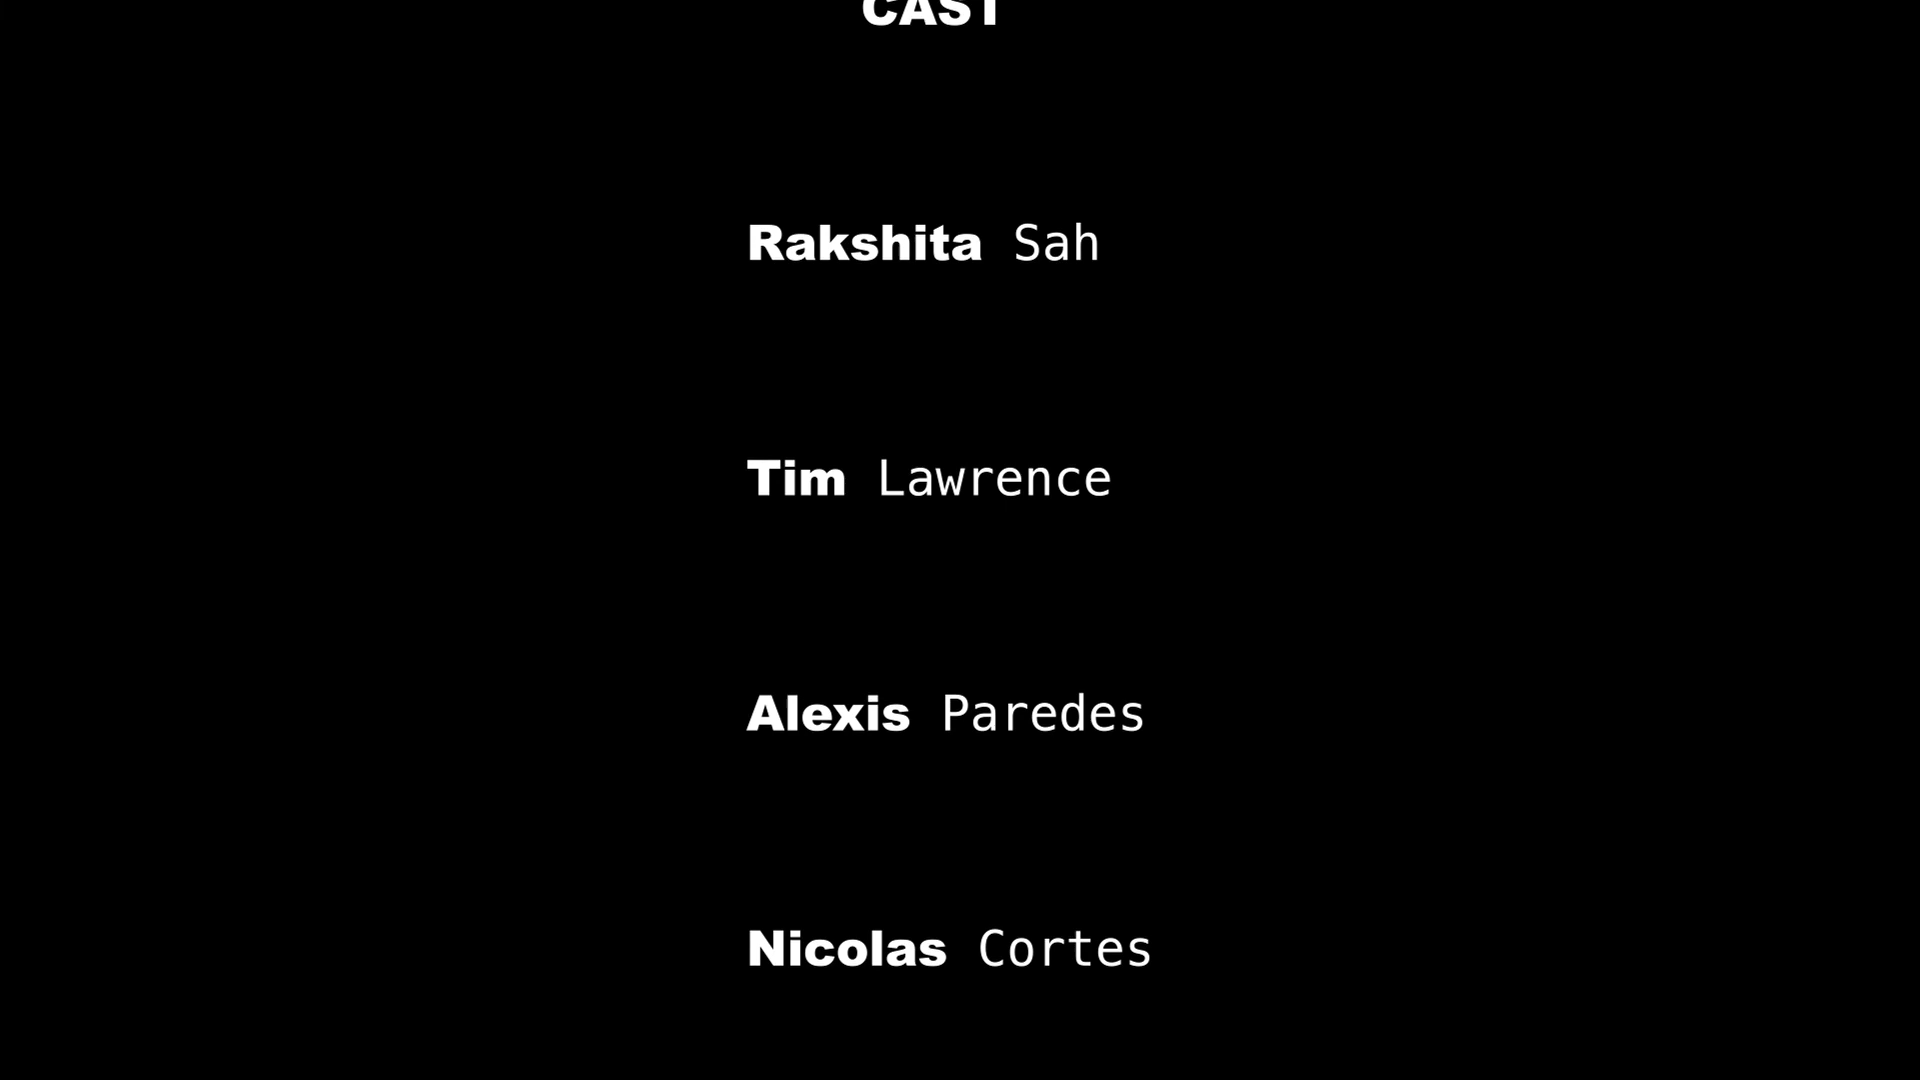 CAST
Rakshita Sah
Tim Lawrence
Alexis Paredes
Nicolas Cortes